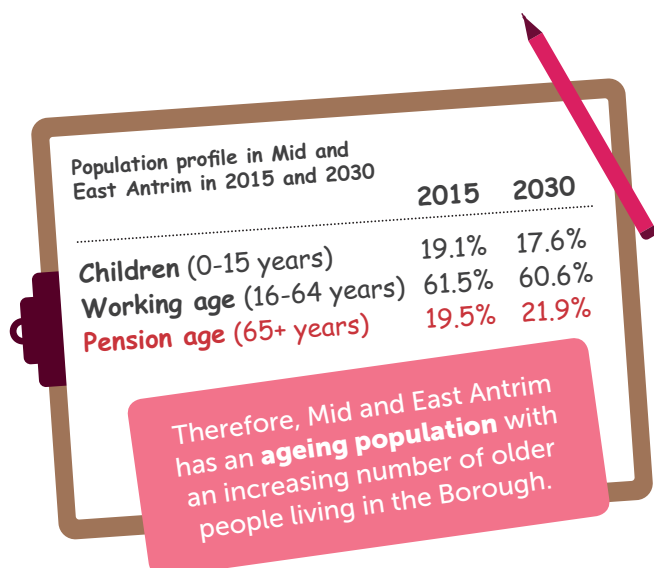 Population profile in Mid and
East Antrim in 2015 and 2030
2015 2030
Children (0-15 years) 19.1% 17.6%
Working age (16-64 years) 61.5% 60.6%
Pension age (65+ years) 19.5% 21.9%
Therefore, Mid and East Antrim
has an ageing population with
an increasing number of older
people living in the Borough.